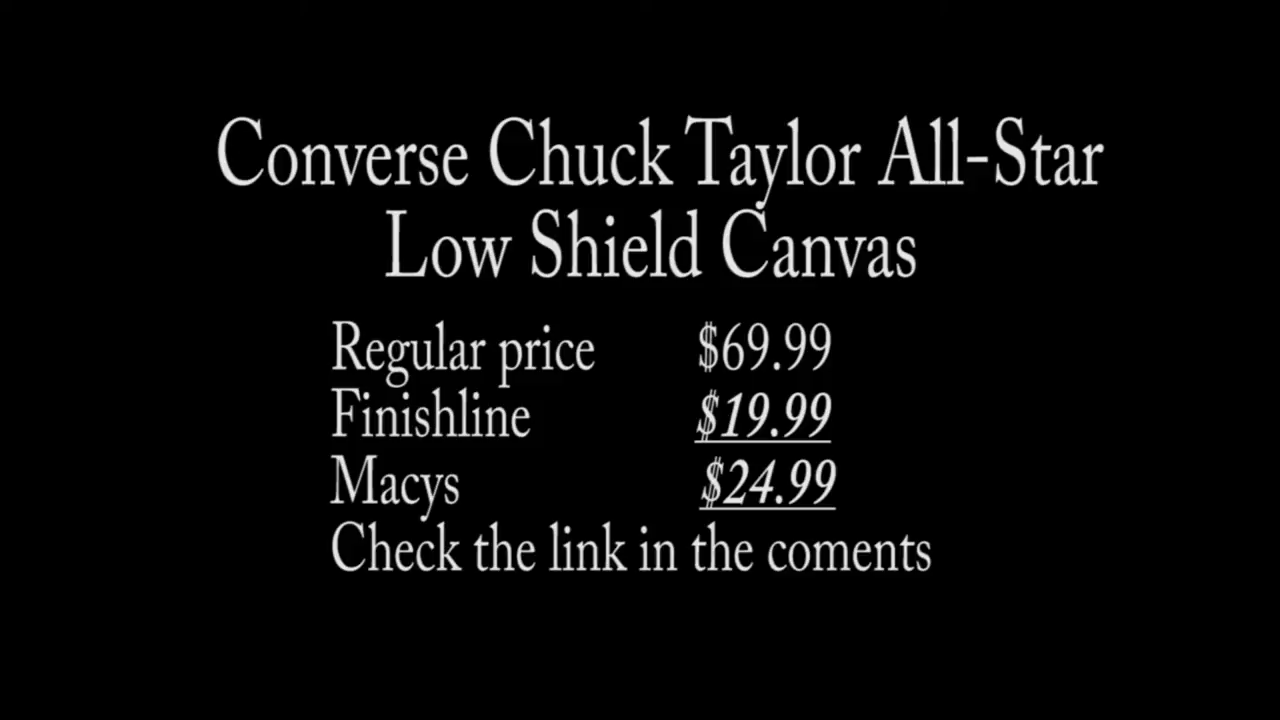 Converse Chuck Taylor All-Star
Low Shield Canvas
Regular price $69.99
Finishline $19.99
Macys $24.99
Check the link in the coments